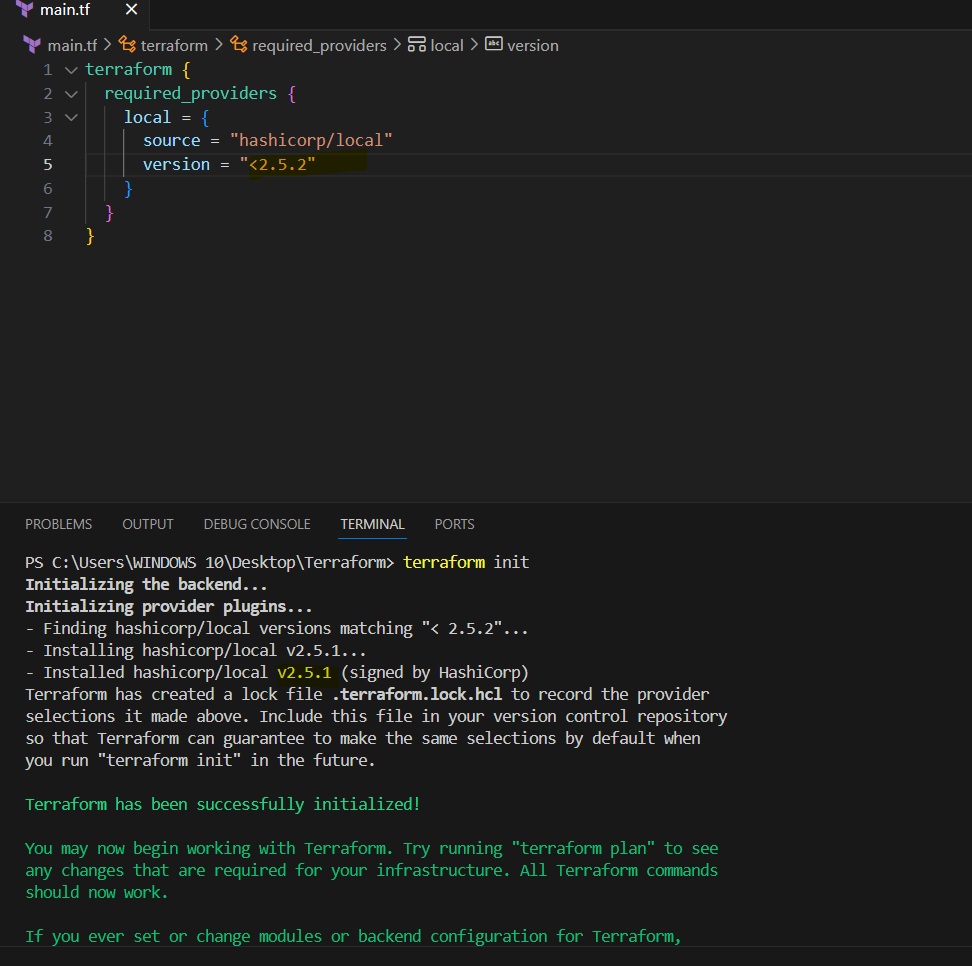 main.tf
main.tf > terraform > required_providers > local > abc version
1 terraform {
2 required_providers {
3 local = {
4 source = "hashicorp/local"
5 version = "<2.5.2"
6 }
7 }
8 }
PROBLEMS OUTPUT DEBUG CONSOLE TERMINAL PORTS
PS C:\Users\WINDOWS 10\Desktop\Terraform> terraform init
Initializing the backend...
Initializing provider plugins...
- Finding hashicorp/local versions matching "< 2.5.2"...
- Installing hashicorp/local v2.5.1...
- Installed hashicorp/local v2.5.1 (signed by HashiCorp)
Terraform has created a lock file .terraform.lock.hcl to record the provider
selections it made above. Include this file in your version control repository
so that Terraform can guarantee to make the same selections by default when
you run "terraform init" in the future.
Terraform has been successfully initialized!
You may now begin working with Terraform. Try running "terraform plan" to see
any changes that are required for your infrastructure. All Terraform commands
should now work.
If you ever set or change modules or backend configuration for Terraform,